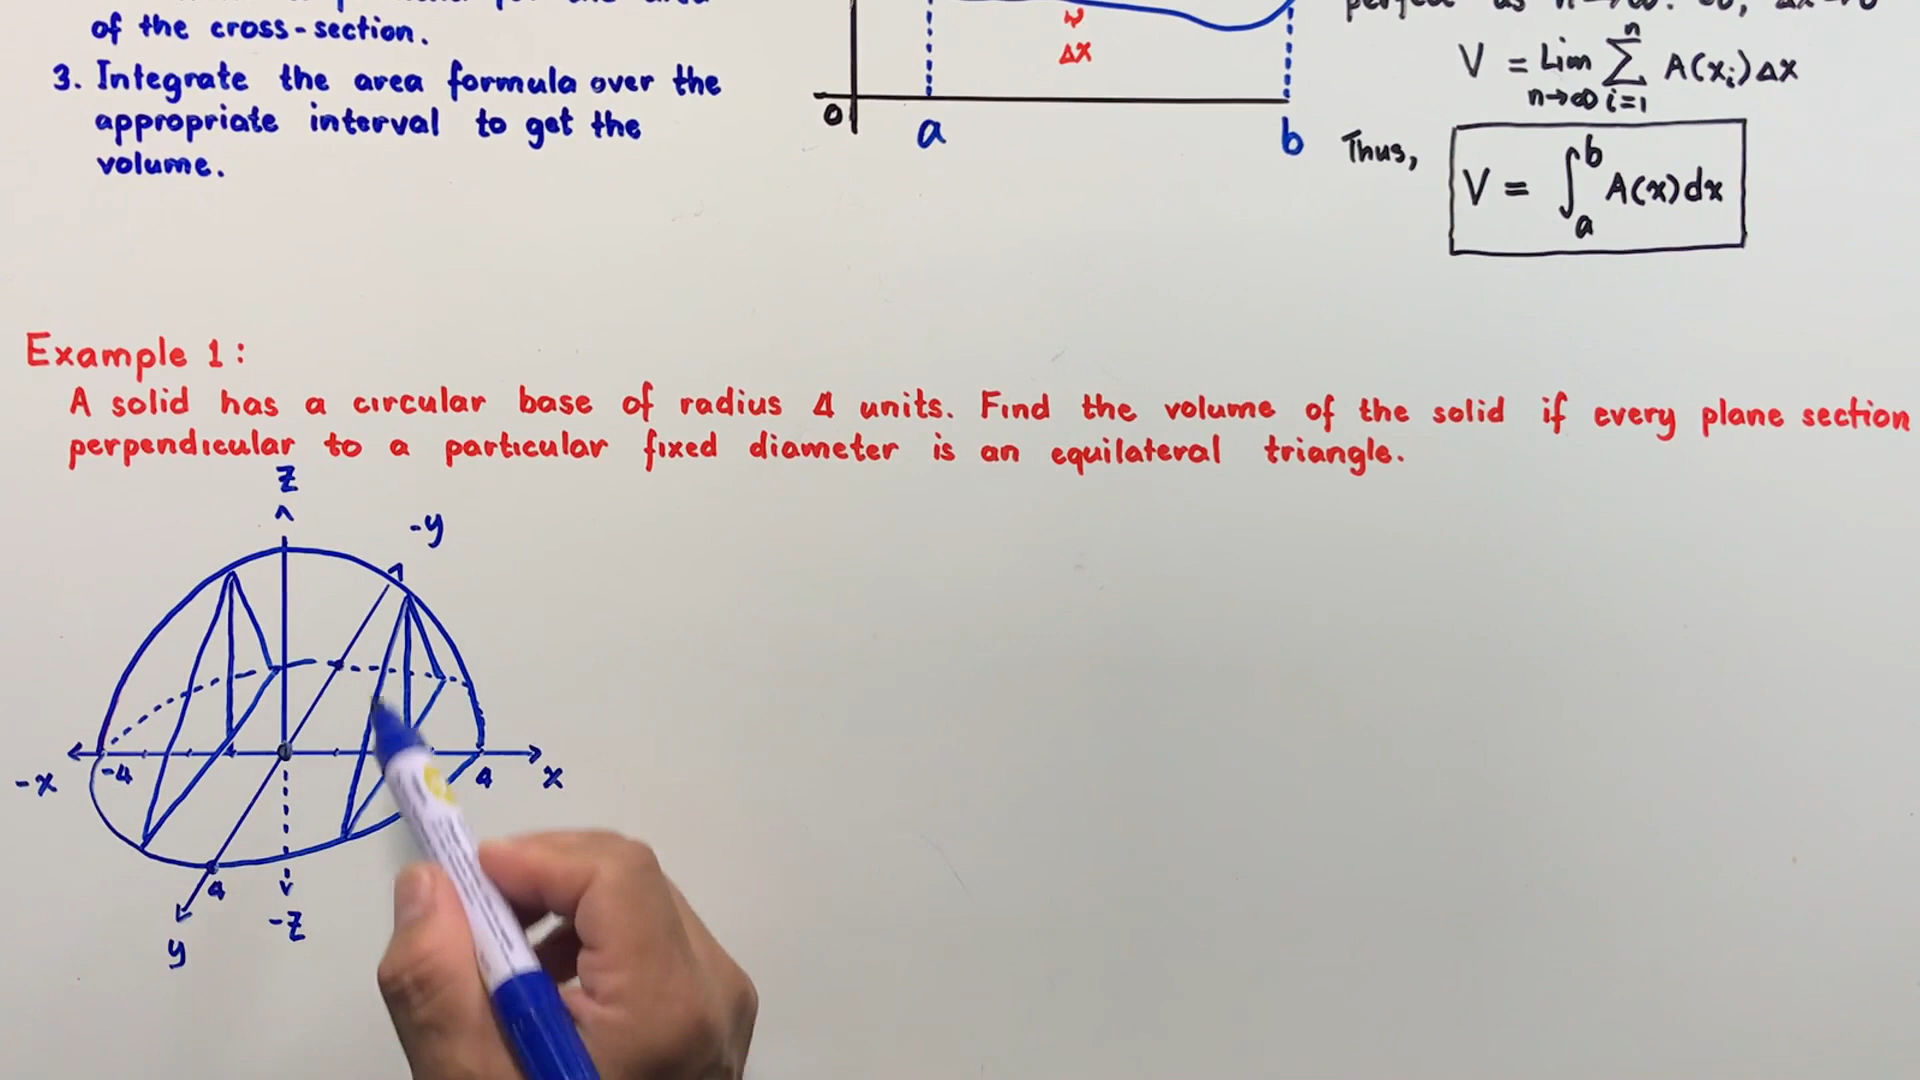 of the cross-section.
3. Integrate the area formula over the
appropriate interval to get the
volume.
Δx
0
a
b
V = Lim Σ A(xᵢ)Δx
n→∞ i=1
n
Thus,
V = ∫ₐᵇ A(x)dx
Example 1:
A solid has a circular base of radius 4 units. Find the volume of the solid if every plane section
perpendicular to a particular fixed diameter is an equilateral triangle.
z
-y
-x
-4
4
x
4
y
-z